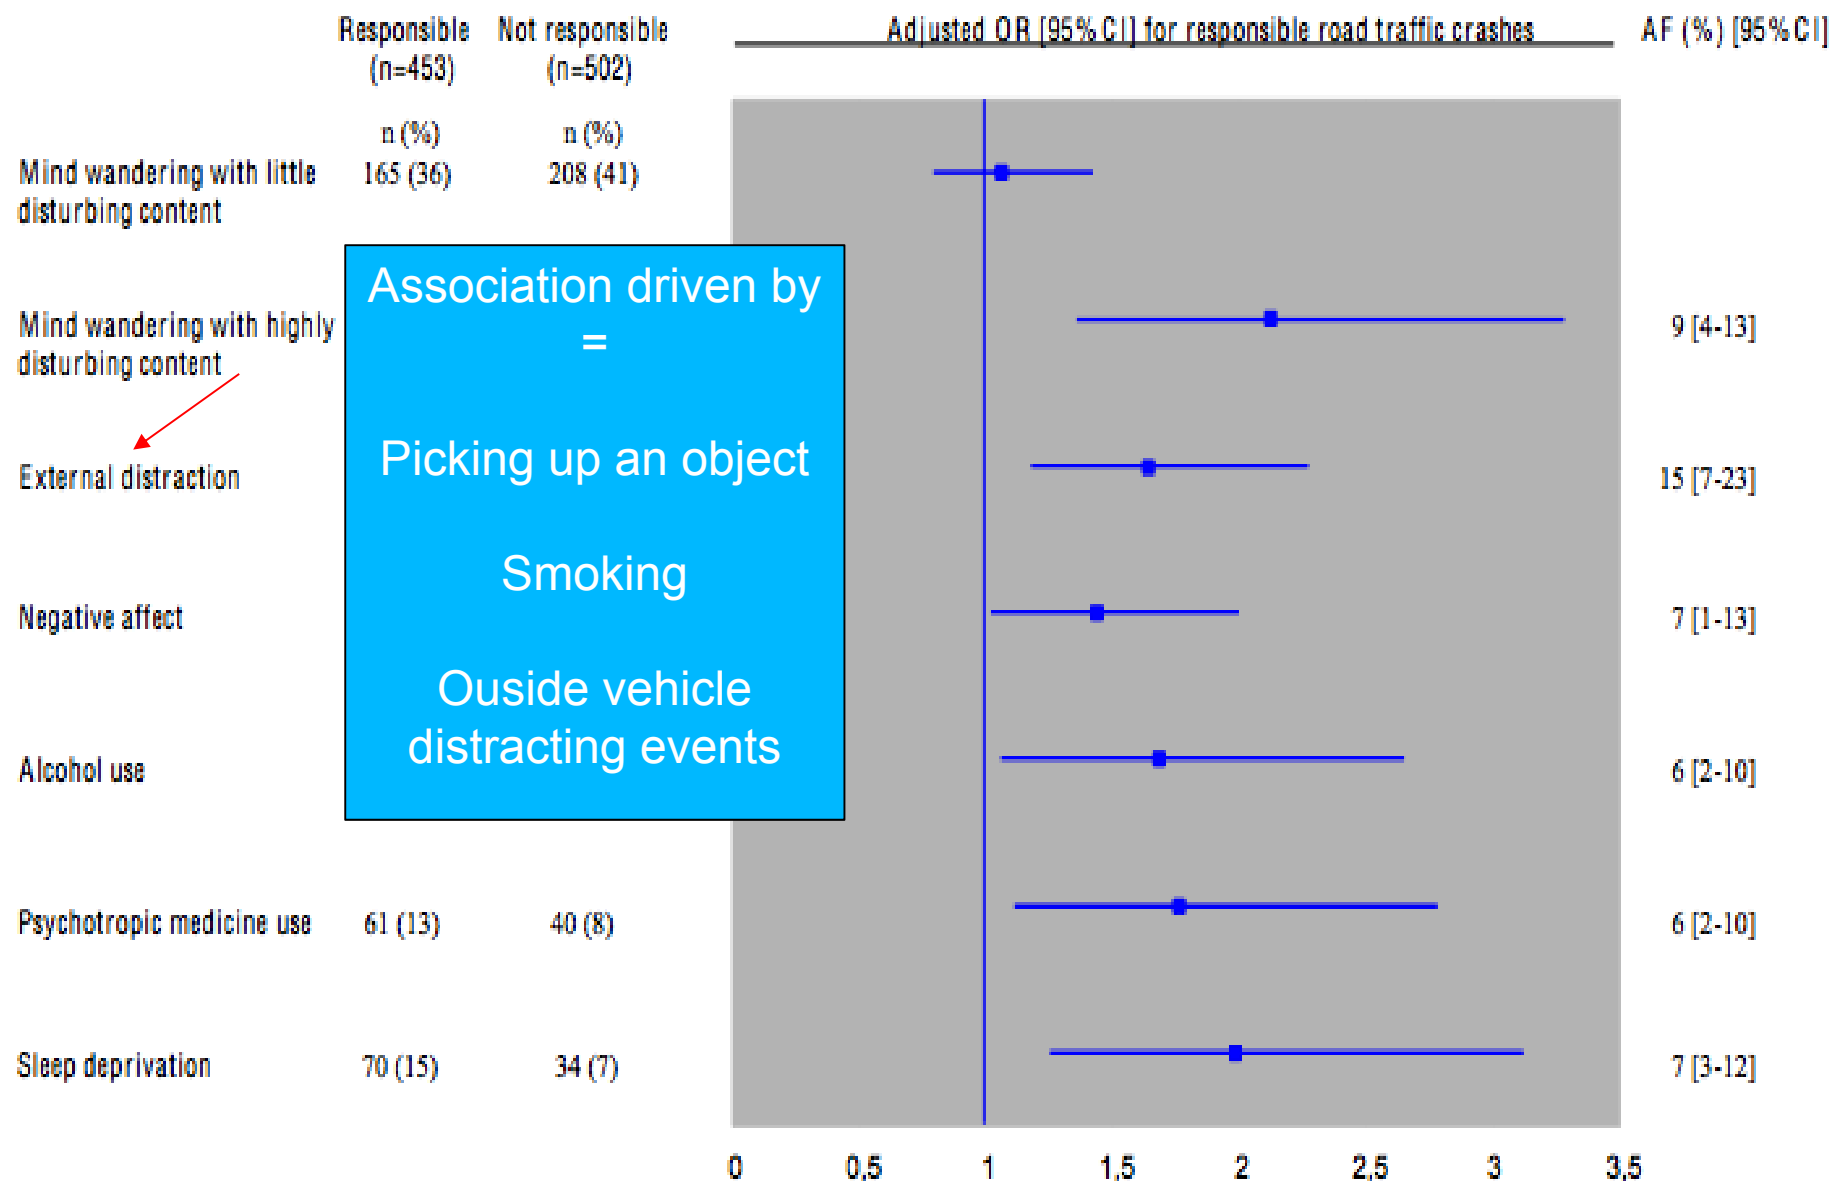 Responsible Not responsible Adjusted OR [95% CI] for responsible road traffic crashes AF (%) [95% CI]
(n=453) (n=502)
n (%) n (%)
Mind wandering with little 165 (36) 208 (41)
disturbing content
Mind wandering with highly 9 [4-13]
disturbing content
External distraction 15 [7-23]
Negative affect 7 [1-13]
Alcohol use 6 [2-10]
Psychotropic medicine use 61 (13) 40 (8) 6 [2-10]
Sleep deprivation 70 (15) 34 (7) 7 [3-12]
Association driven by
=
Picking up an object
Smoking
Ouside vehicle
distracting events
0 0,5 1 1,5 2 2,5 3 3,5